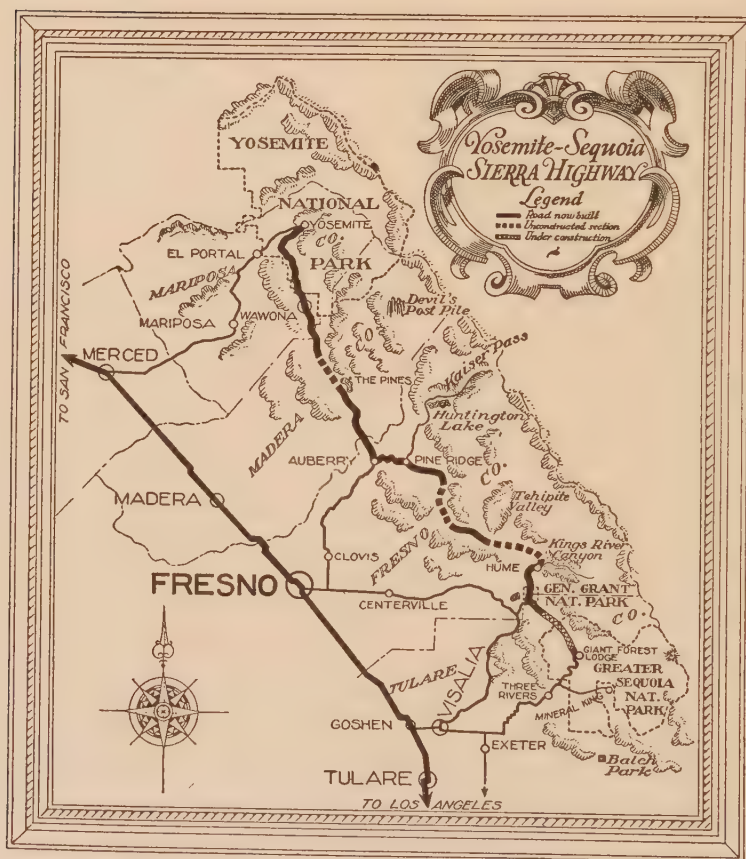 Yosemite-Sequoia
SIERRA HIGHWAY
Legend
Road now built
Unconstructed section
Under construction
YOSEMITE
NATIONAL
YOSEMITE
CO.
PARK
EL PORTAL
MARIPOSA
MARIPOSA
WAWONA
Devil's
Post Pile
CO.
TO SAN FRANCISCO
MERCED
THE PINES
Kaiser Pass
Huntington
Lake
MADERA
AUBERRY
PINE RIDGE
CO.
MADERA
Tehipite
Valley
CLOVIS
FRESNO
Kings River
Canyon
HUME
FRESNO
CENTERVILLE
GEN. GRANT
NAT. PARK
CO.
GIANT FOREST
LODGE
GREATER
SEQUOIA
NAT.
PARK
TULARE
VISALIA
THREE
RIVERS
MINERAL KING
GOSHEN
EXETER
Balch
Park
TULARE
TO LOS ANGELES